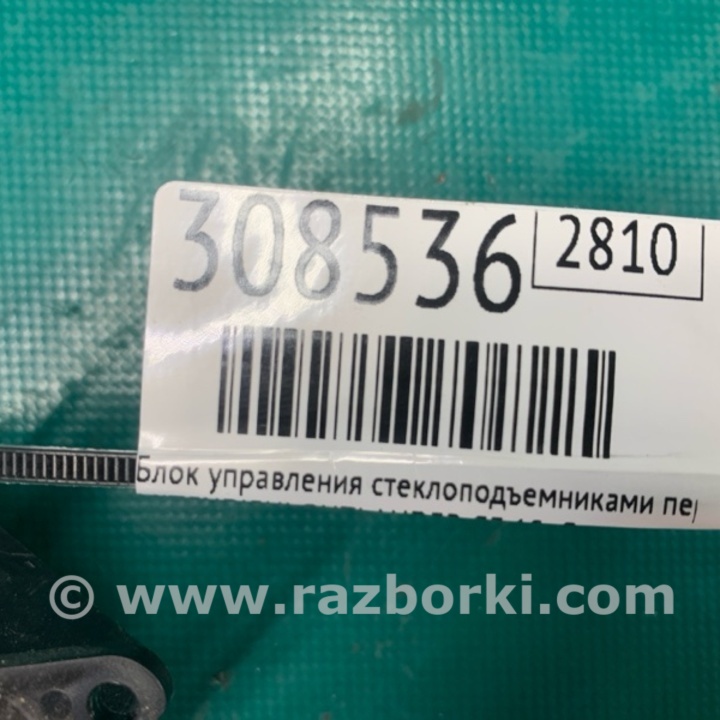 308536 2810
Блок управления стеклоподъемниками пе
© www.razborki.com